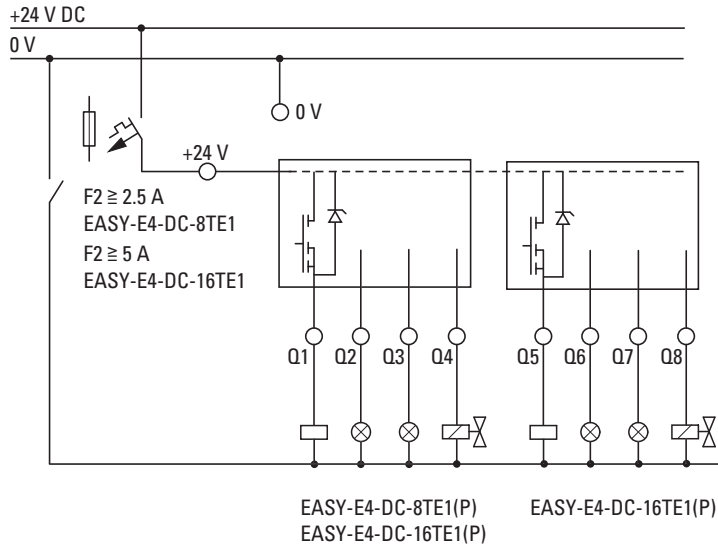 +24 V DC
0 V
0 V
+24 V
F2 ≧ 2.5 A
EASY-E4-DC-8TE1
F2 ≧ 5 A
EASY-E4-DC-16TE1
Q1 Q2 Q3 Q4 Q5 Q6 Q7 Q8
EASY-E4-DC-8TE1(P) EASY-E4-DC-16TE1(P)
EASY-E4-DC-16TE1(P)